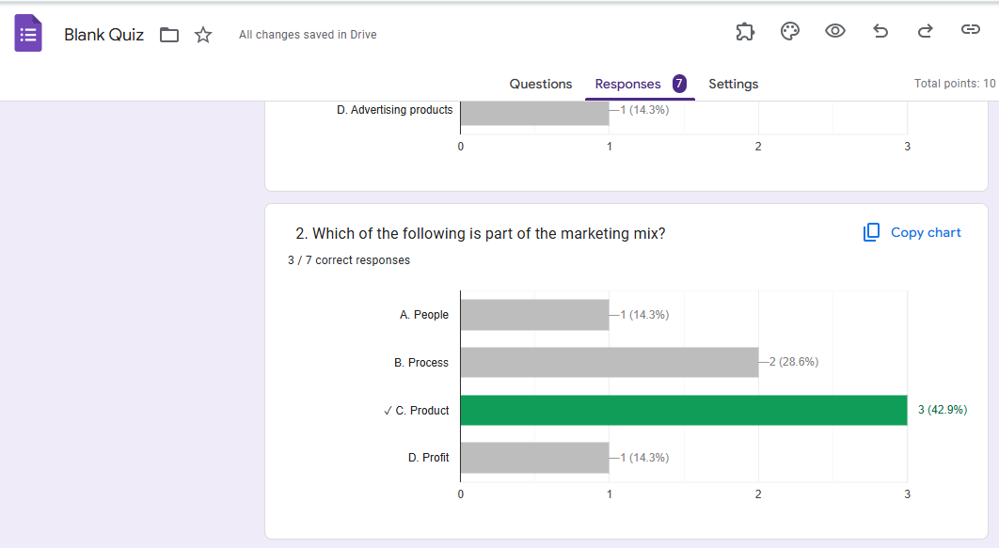 Blank Quiz
All changes saved in Drive
Questions
Responses 7
Settings
Total points: 10
D. Advertising products
1 (14.3%)
0 1 2 3
2. Which of the following is part of the marketing mix?
Copy chart
3 / 7 correct responses
A. People
1 (14.3%)
B. Process
2 (28.6%)
✓ C. Product
3 (42.9%)
D. Profit
1 (14.3%)
0 1 2 3